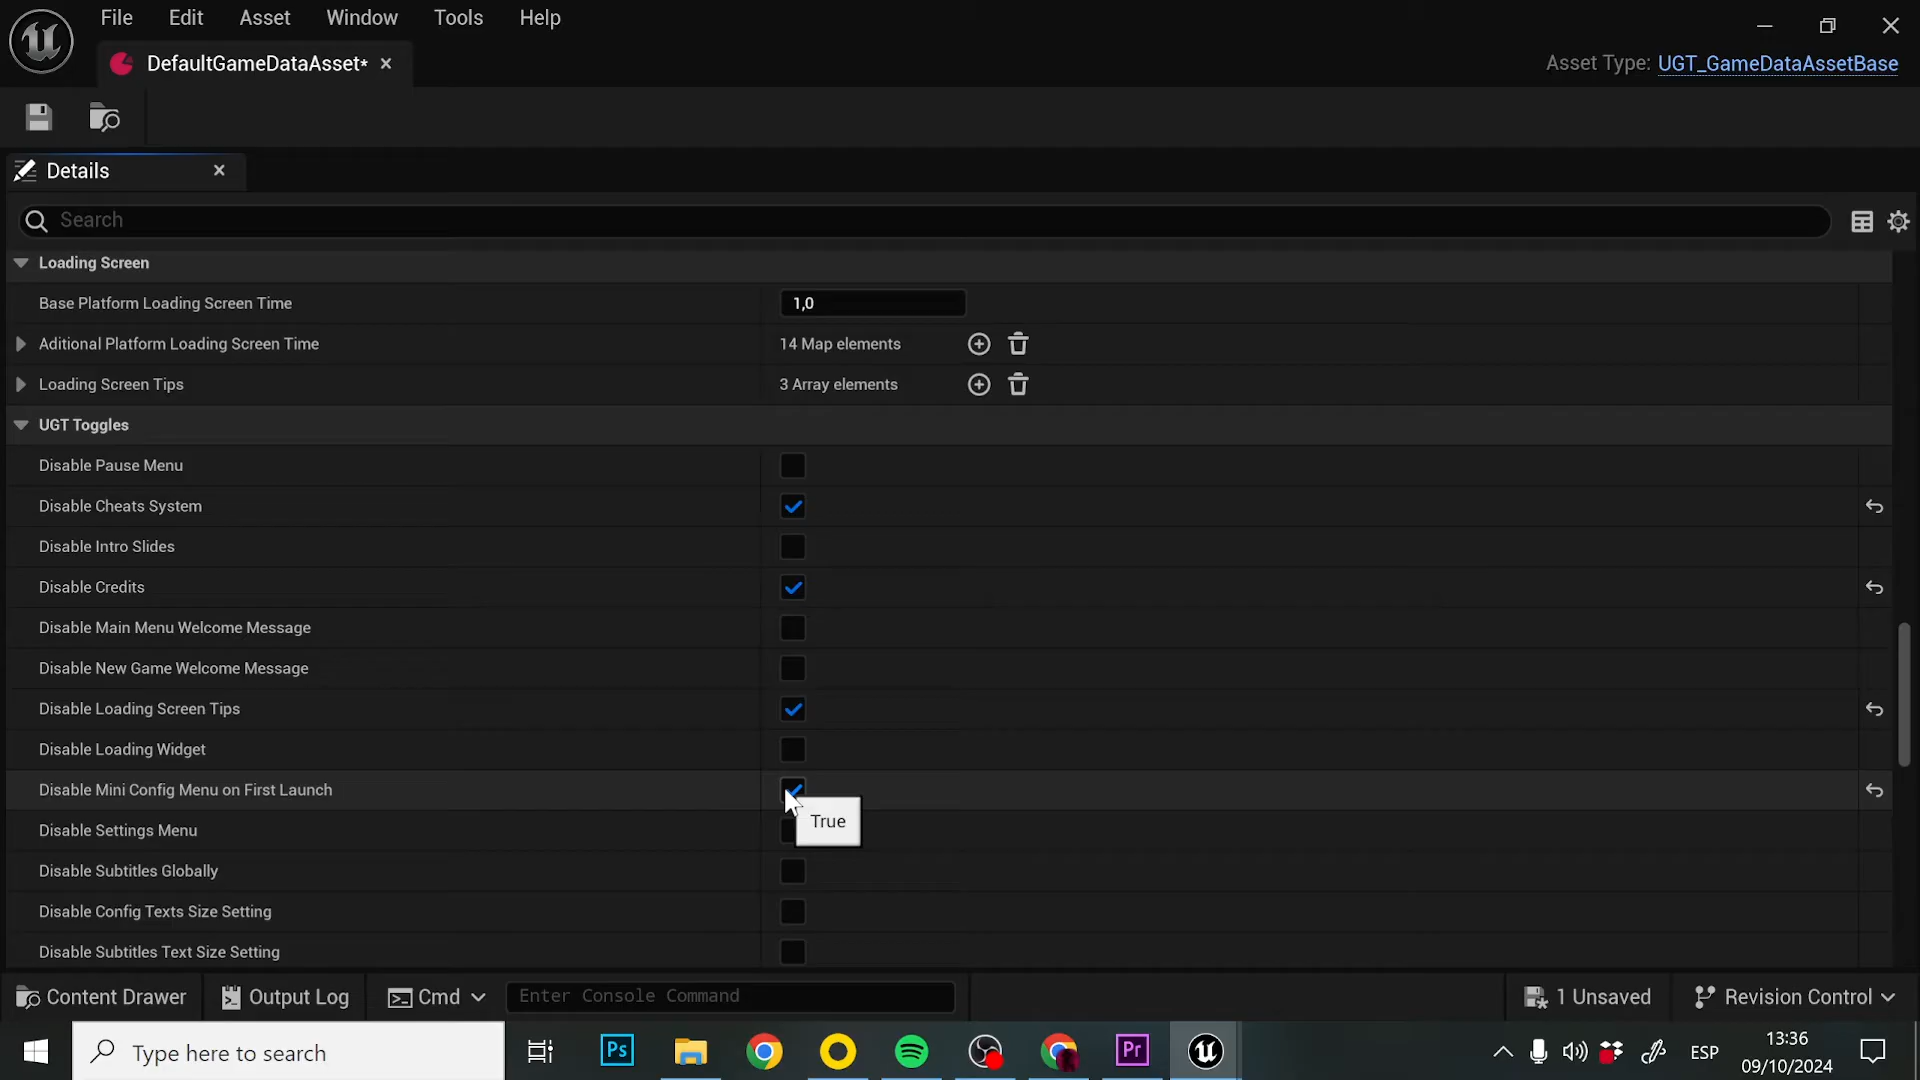 File Edit Asset Window Tools Help
DefaultGameDataAsset*
Asset Type: UGT_GameDataAssetBase
Details
Search
Loading Screen
Base Platform Loading Screen Time 1,0
Aditional Platform Loading Screen Time 14 Map elements
Loading Screen Tips 3 Array elements
UGT Toggles
Disable Pause Menu
Disable Cheats System
Disable Intro Slides
Disable Credits
Disable Main Menu Welcome Message
Disable New Game Welcome Message
Disable Loading Screen Tips
Disable Loading Widget
Disable Mini Config Menu on First Launch
True
Disable Settings Menu
Disable Subtitles Globally
Disable Config Texts Size Setting
Disable Subtitles Text Size Setting
Content Drawer Output Log Cmd Enter Console Command 1 Unsaved Revision Control
Type here to search Ps Pr ESP 13:36
09/10/2024